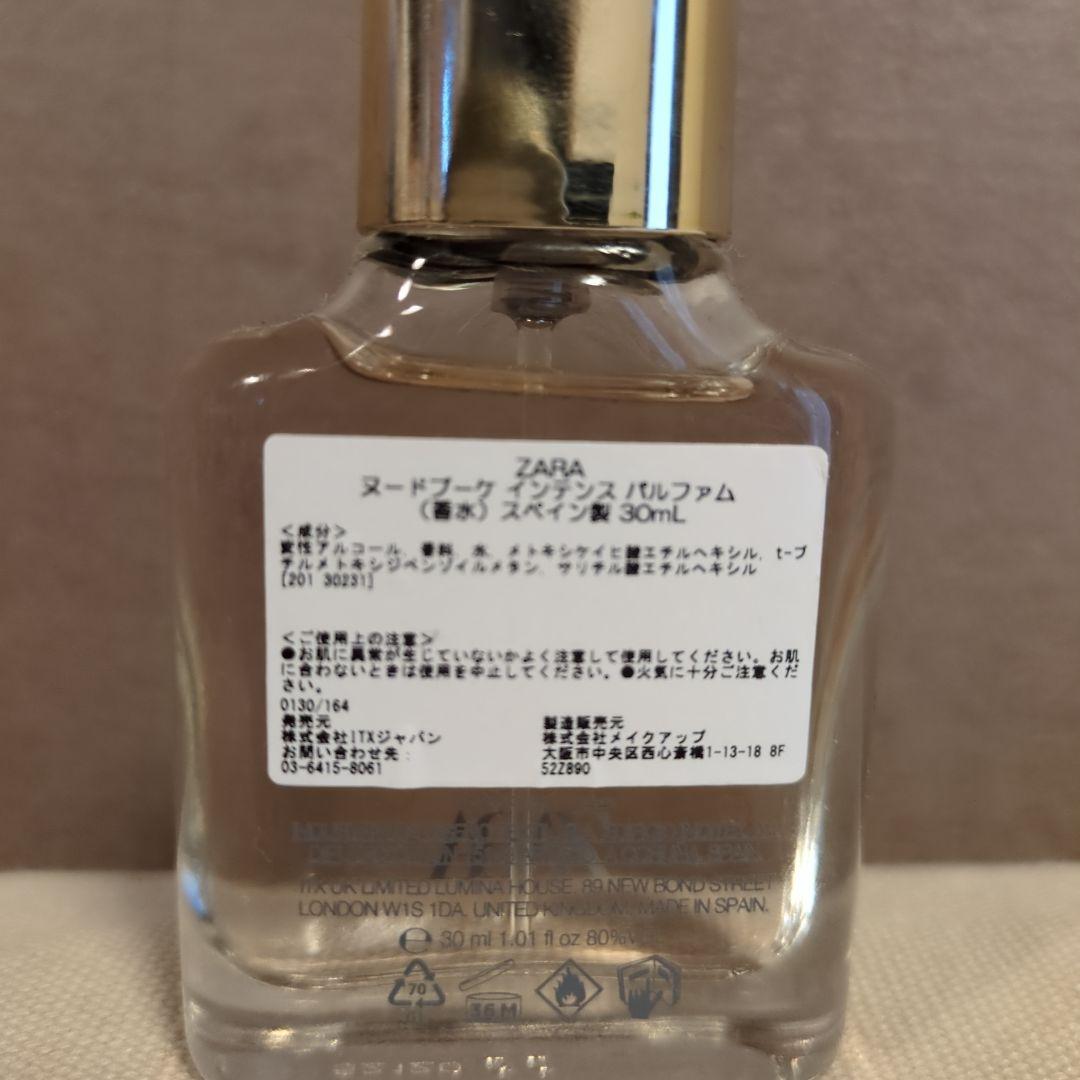 ZARA
ヌードブーケ インテンス パルファム
（香水）スペイン製 30mL
＜成分＞
変性アルコール、香料、水、メトキシケイヒ酸エチルヘキシル、t-ブ
チルメトキシジベンゾイルメタン、サリチル酸エチルヘキシル
[201 30231]
＜ご使用上の注意＞
●お肌に異常が生じていないかよく注意して使用してください。お肌
に合わないときは使用を中止してください。●火気に十分ご注意くだ
さい。
0130/164
発売元
株式会社ITXジャパン
お問い合わせ先：
03-6415-8061
製造販売元
株式会社メイクアップ
大阪市中央区西心斎橋1-13-18 8F
52Z890
SPAIN.
ITX UK LIMITED LUMINA HOUSE, 89 NEW BOND STREET
LONDON W1S 1DA. UNITED KINGDOM. MADE IN SPAIN.
℮ 30 ml 1.01 fl oz 80%
70
36 M